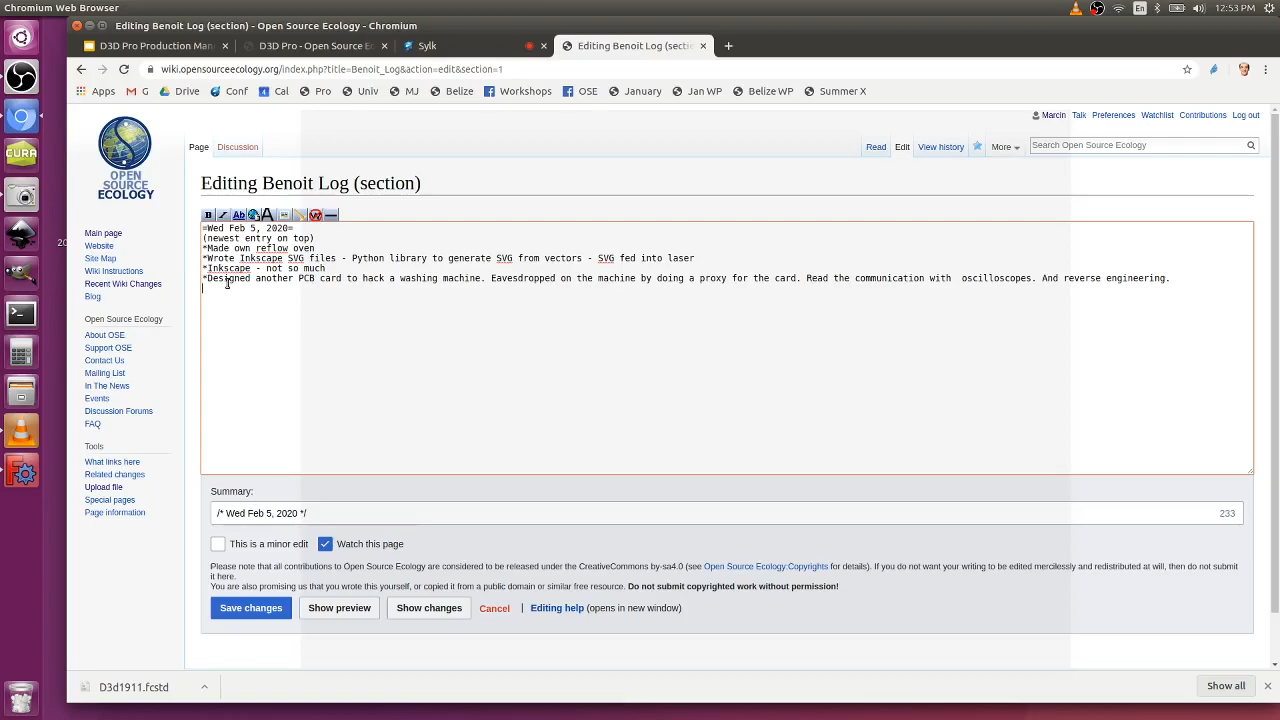 Chromium Web Browser
En
12:53 PM
Editing Benoit Log (section) - Open Source Ecology - Chromium
D3D Pro Production Man
D3D Pro - Open Source Ec
Sylk
Editing Benoit Log (secti
wiki.opensourceecology.org/index.php?title=Benoit_Log&action=edit&section=1
Apps
G
Drive
Conf
Cal
Pro
Univ
MJ
Belize
Workshops
OSE
January
Jan WP
Belize WP
Summer X
Marcin
Talk
Preferences
Watchlist
Contributions
Log out
Page
Discussion
Read
Edit
View history
More
Search Open Source Ecology
OPEN SOURCE
ECOLOGY
CURA
20
Main page
Website
Site Map
Wiki Instructions
Recent Wiki Changes
Blog
Open Source Ecology
About OSE
Support OSE
Contact Us
Mailing List
In The News
Events
Discussion Forums
FAQ
Tools
What links here
Related changes
Upload file
Special pages
Page information
Editing Benoit Log (section)
B
Ab
A
=Wed Feb 5, 2020=
(newest entry on top)
*Made own reflow oven
*Wrote Inkscape SVG files - Python library to generate SVG from vectors - SVG fed into laser
*Inkscape - not so much
*Designed another PCB card to hack a washing machine. Eavesdropped on the machine by doing a proxy for the card. Read the communication with  oscilloscopes. And reverse engineering.
Summary:
/* Wed Feb 5, 2020 */
233
This is a minor edit
Watch this page
Please note that all contributions to Open Source Ecology are considered to be released under the CreativeCommons by-sa4.0 (see Open Source Ecology:Copyrights for details). If you do not want your writing to be edited mercilessly and redistributed at will, then do not submit
it here.
You are also promising us that you wrote this yourself, or copied it from a public domain or similar free resource. Do not submit copyrighted work without permission!
Save changes
Show preview
Show changes
Cancel
Editing help (opens in new window)
D3d1911.fcstd
Show all